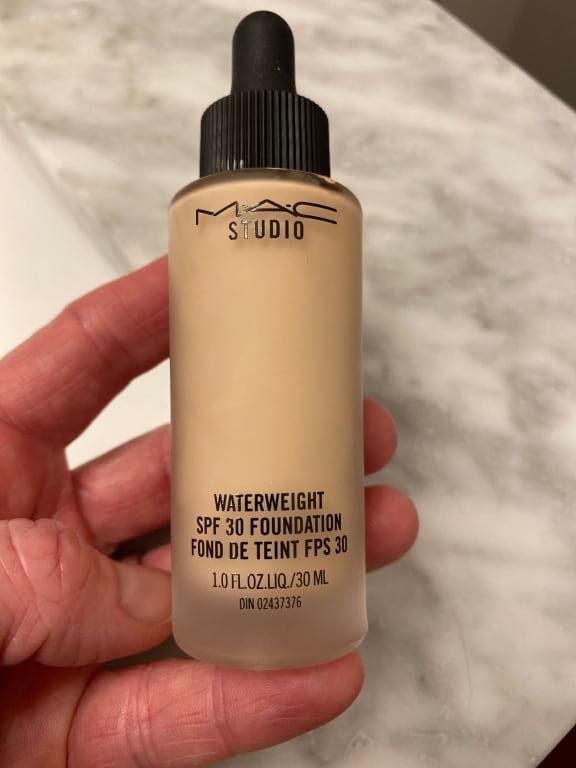 MAC
STUDIO
WATERWEIGHT
SPF 30 FOUNDATION
FOND DE TEINT FPS 30
1.0 FL.OZ.LIQ./30 ML
DIN 02437376